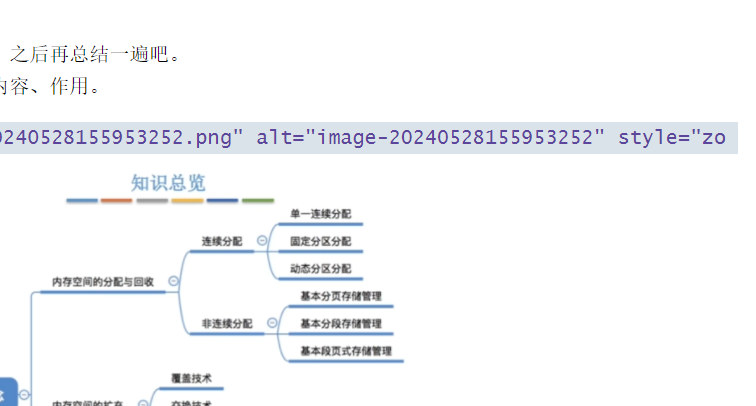 之后再总结一遍吧。
内容、作用。
0240528155953252.png" alt="image-20240528155953252" style="zo
知识总览
单一连续分配
连续分配
固定分区分配
动态分区分配
内存空间的分配与回收
基本分页存储管理
非连续分配
基本分段存储管理
基本段页式存储管理
覆盖技术
内存空间的扩充
交换技术